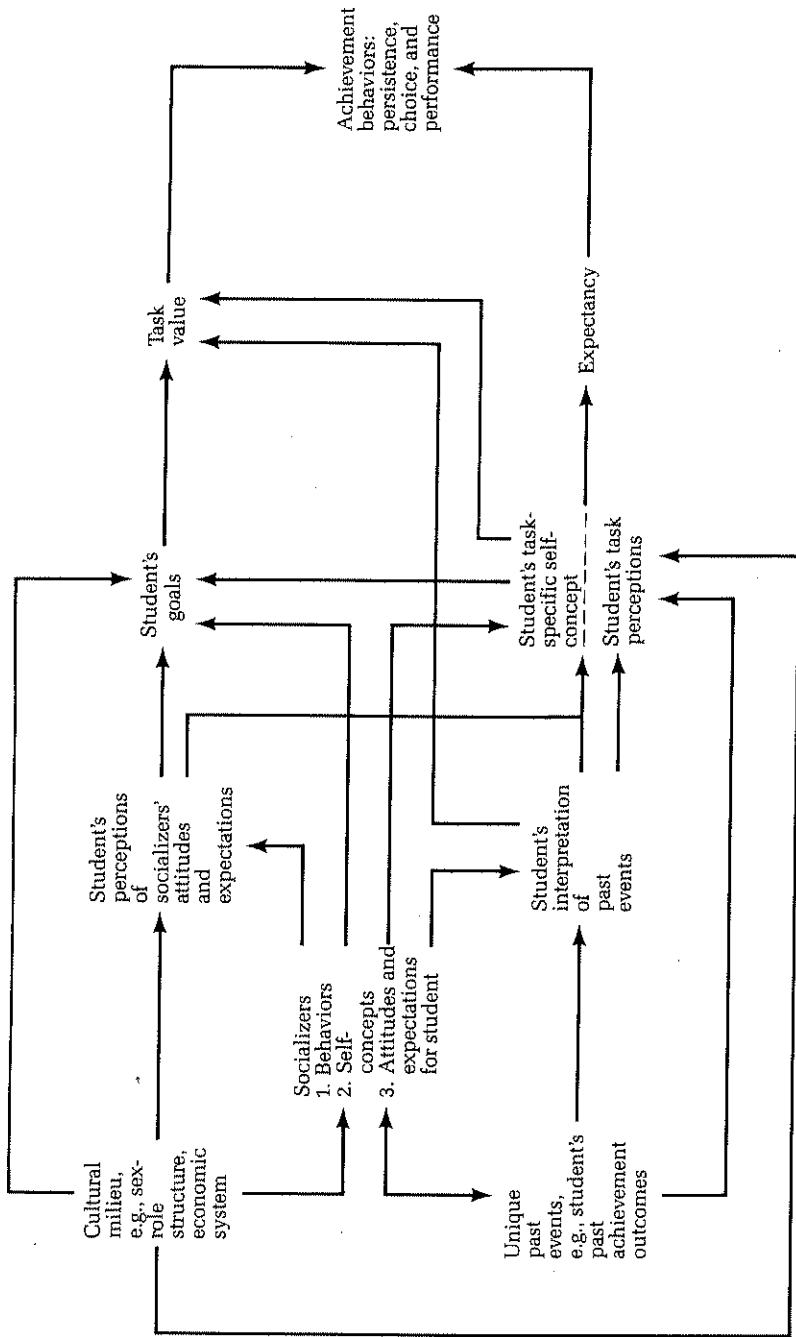 Cultural
milieu,
e.g., sex-
role
structure,
economic
system
Unique
past
events,
e.g., student's
past
achievement
outcomes
Socializers
1. Behaviors
2. Self-
concepts
3. Attitudes and
expectations
for student
Student's
perceptions
of
socializers'
attitudes
and
expectations
Student's
interpretation
of
past
events
Student's
goals
Student's task-
specific self-
concept
Student's task
perceptions
Task
value
Expectancy
Achievement
behaviors:
persistence,
choice, and
performance